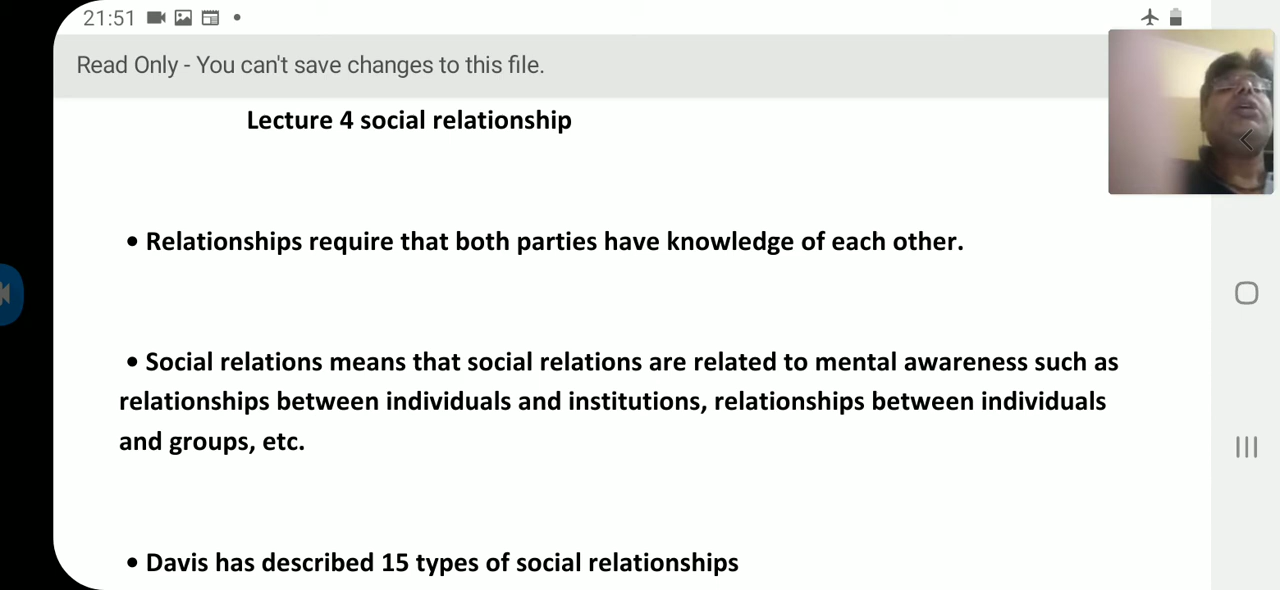 21:51
Read Only - You can't save changes to this file.
Lecture 4 social relationship
• Relationships require that both parties have knowledge of each other.
• Social relations means that social relations are related to mental awareness such as
relationships between individuals and institutions, relationships between individuals
and groups, etc.
• Davis has described 15 types of social relationships